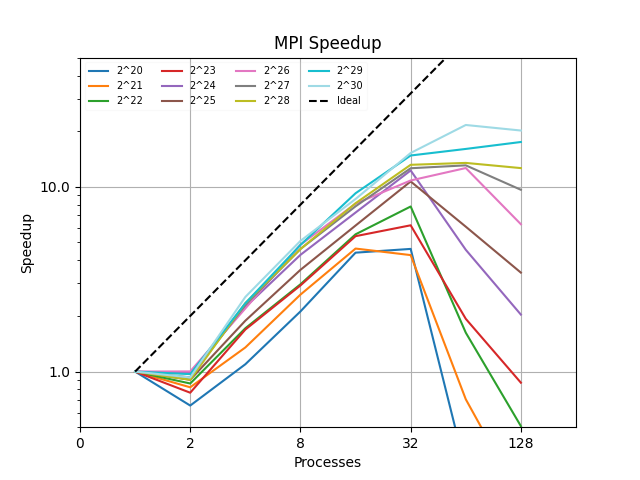 MPI Speedup
2^20 2^23 2^26 2^29
2^21 2^24 2^27 2^30
2^22 2^25 2^28 Ideal
10.0
1.0
Speedup
0 2 8 32 128
Processes